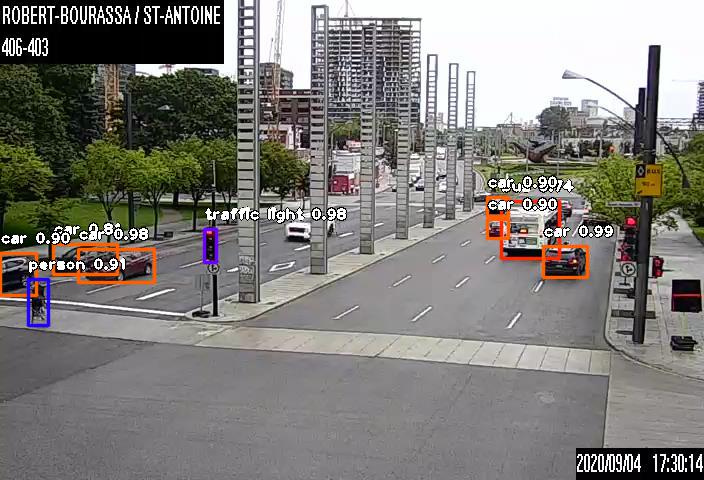 ROBERT-BOURASSA / ST-ANTOINE
406-403
car 0.90
car 0.90
traffic light 0.98
car 0.99
car 0.90
car 0.98
person 0.91
BUS
2020/09/04 17:30:14